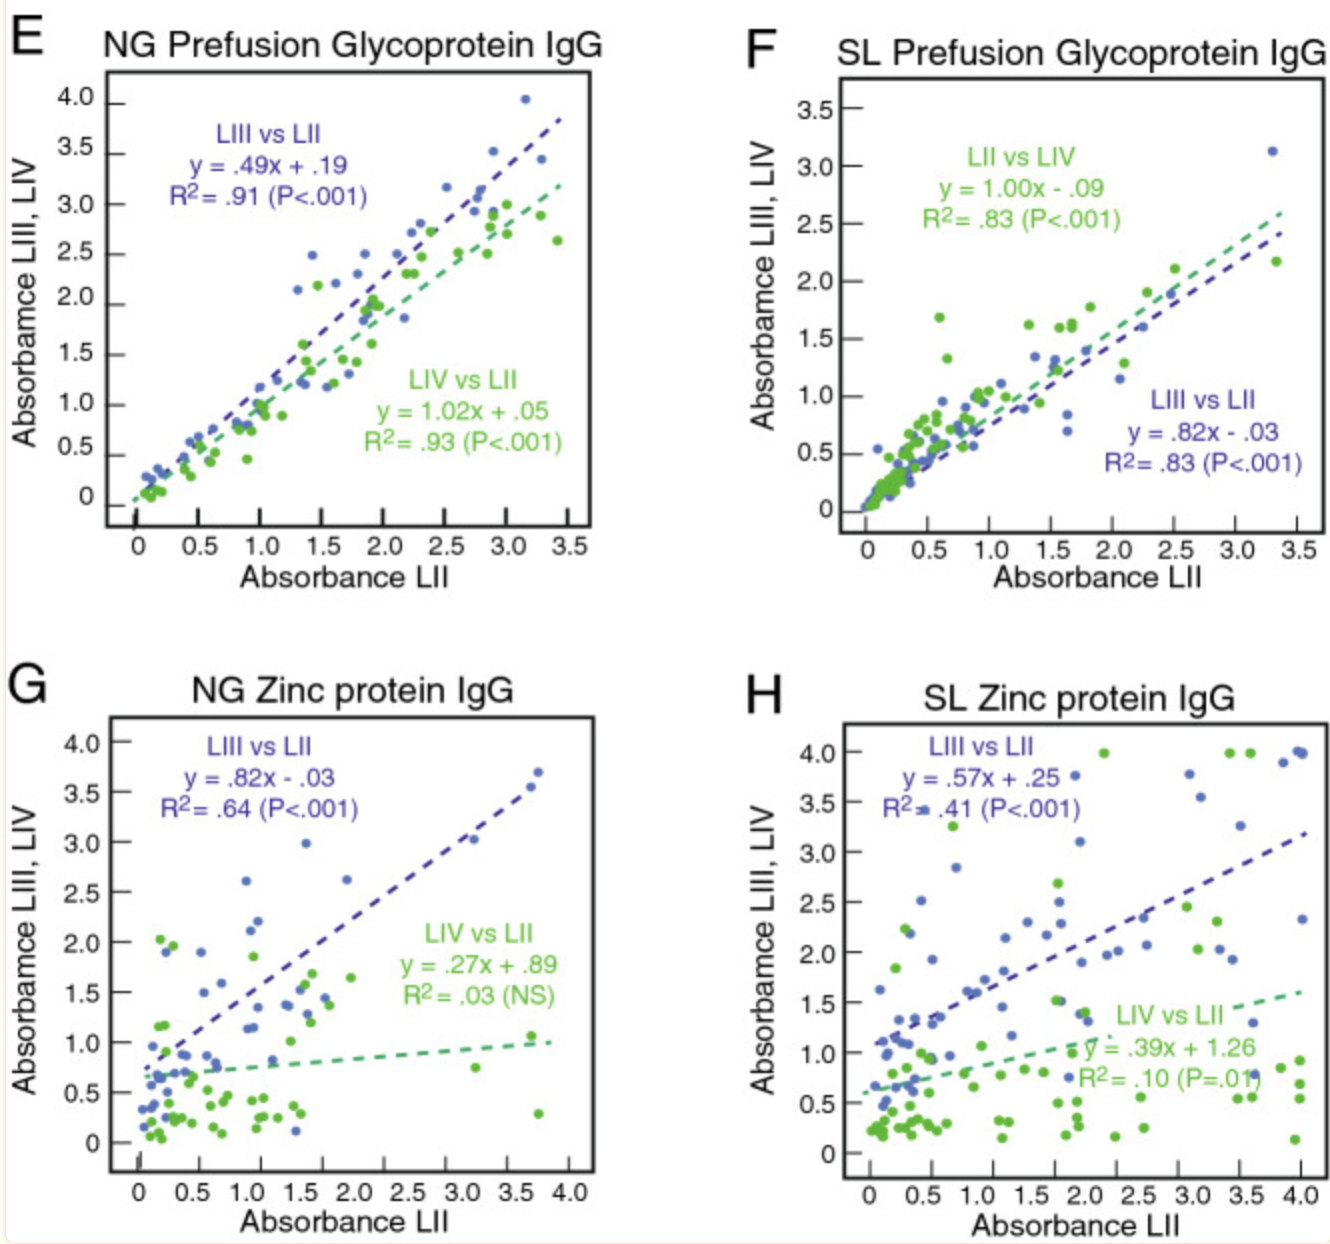 E
NG Prefusion Glycoprotein IgG
Absorbamce LIII, LIV
4.0
3.5
3.0
2.5
2.0
1.5
1.0
0.5
0
LIII vs LII
y = .49x + .19
R2= .91 (P<.001)
LIV vs LII
y = 1.02x + .05
R2= .93 (P<.001)
0 0.5 1.0 1.5 2.0 2.5 3.0 3.5
Absorbance LII
F
SL Prefusion Glycoprotein IgG
Absorbamce LIII, LIV
3.5
3.0
2.5
2.0
1.5
1.0
0.5
0
LII vs LIV
y = 1.00x - .09
R2= .83 (P<.001)
LIII vs LII
y = .82x - .03
R2= .83 (P<.001)
0 0.5 1.0 1.5 2.0 2.5 3.0 3.5
Absorbance LII
G
NG Zinc protein IgG
Absorbamce LIII, LIV
4.0
3.5
3.0
2.5
2.0
1.5
1.0
0.5
0
LIII vs LII
y = .82x - .03
R2= .64 (P<.001)
LIV vs LII
y = .27x + .89
R2= .03 (NS)
0 0.5 1.0 1.5 2.0 2.5 3.0 3.5 4.0
Absorbance LII
H
SL Zinc protein IgG
Absorbamce LIII, LIV
4.0
3.5
3.0
2.5
2.0
1.5
1.0
0.5
0
LIII vs LII
y = .57x + .25
R2= .41 (P<.001)
LIV vs LII
y = .39x + 1.26
R2= .10 (P=.01)
0 0.5 1.0 1.5 2.0 2.5 3.0 3.5 4.0
Absorbance LII